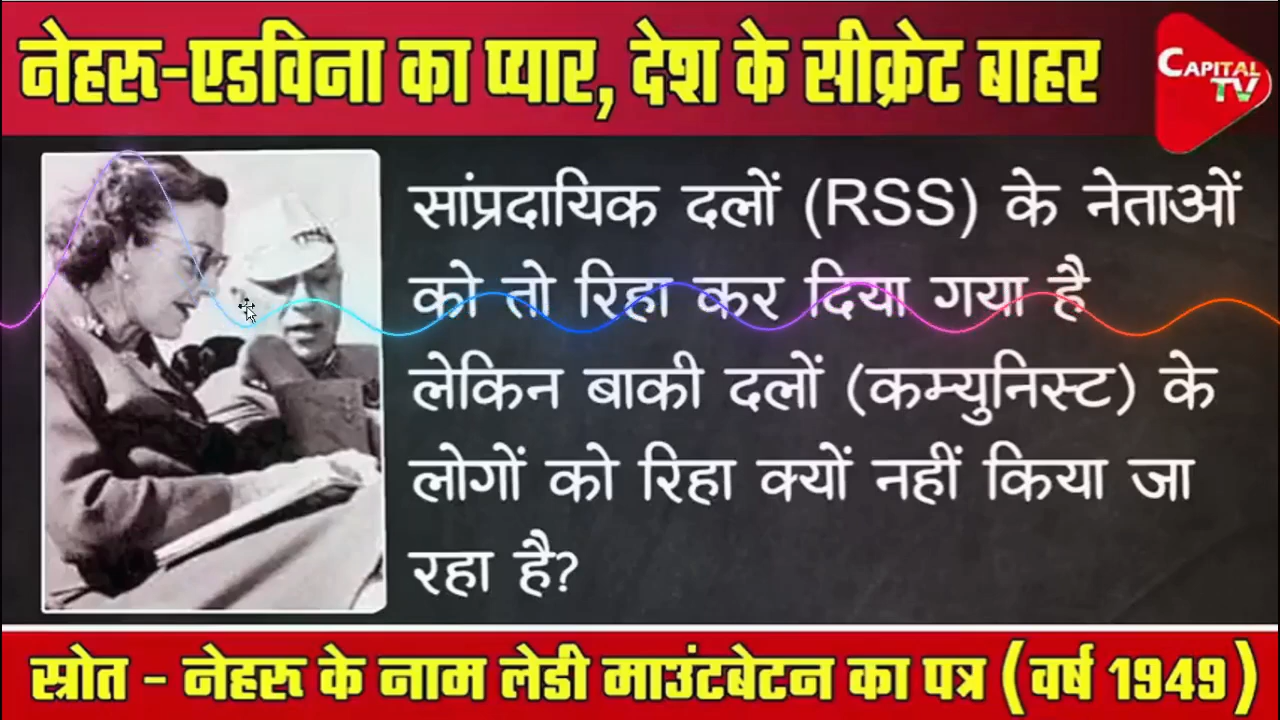 नेहरू-एडविना का प्यार, देश के सीक्रेट बाहर
CAPITAL
TV
सांप्रदायिक दलों (RSS) के नेताओं
को तो रिहा कर दिया गया है
लेकिन बाकी दलों (कम्युनिस्ट) के
लोगों को रिहा क्यों नहीं किया जा
रहा है?
स्रोत - नेहरू के नाम लेडी माउंटबेटन का पत्र (वर्ष 1949)